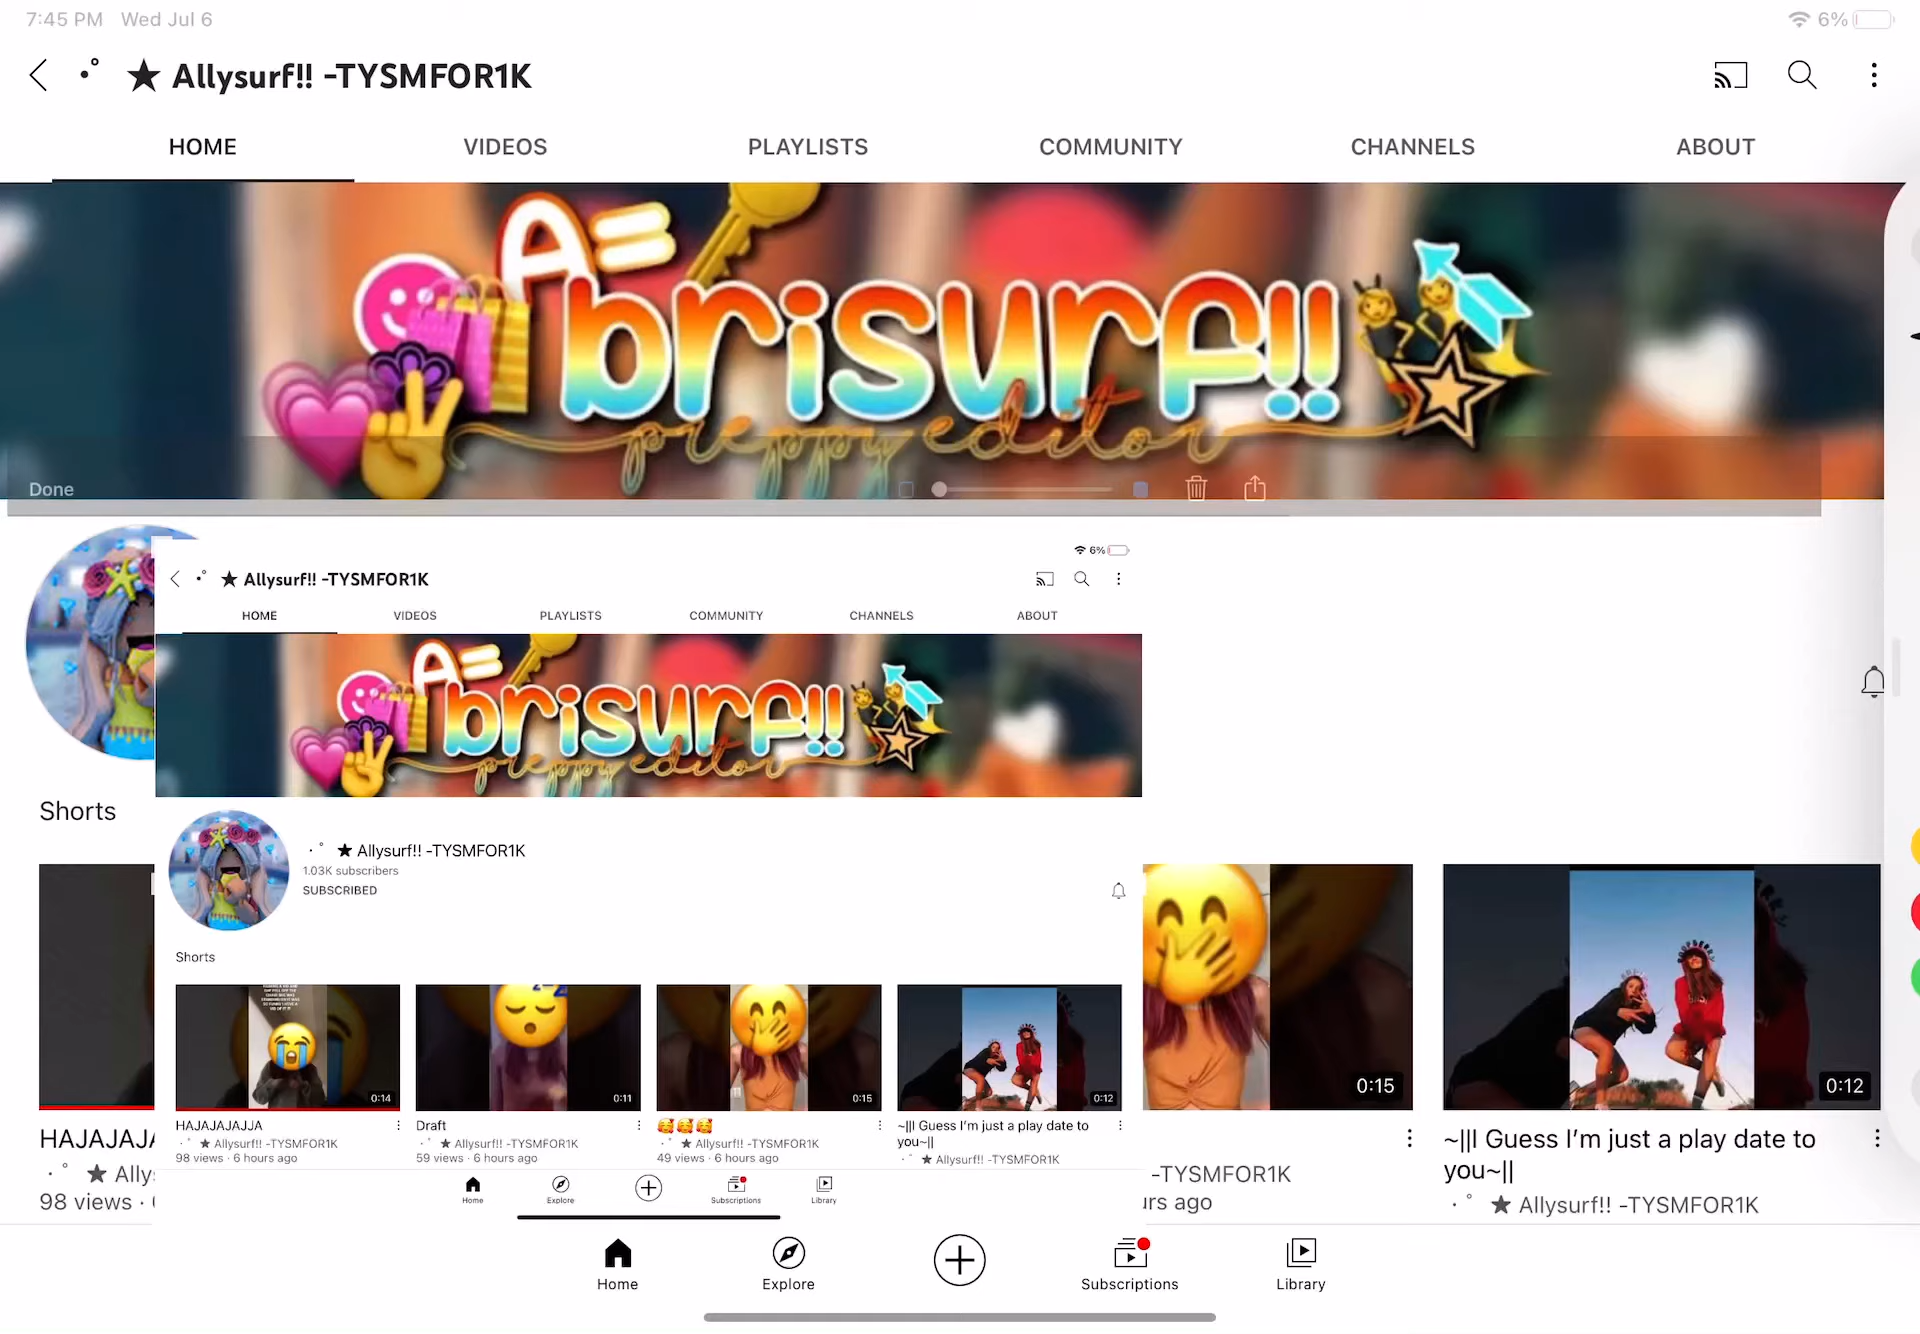 7:45 PM Wed Jul 6
6%
★ Allysurf!! -TYSMFOR1K
HOME VIDEOS PLAYLISTS COMMUNITY CHANNELS ABOUT
A=
brisurf!!
preppy editor
Done
6%
★ Allysurf!! -TYSMFOR1K
HOME VIDEOS PLAYLISTS COMMUNITY CHANNELS ABOUT
A=
brisurf!!
preppy editor
★ Allysurf!! -TYSMFOR1K
1.03K subscribers
SUBSCRIBED
Shorts
0:14 0:11 0:15 0:12
HAJAJAJAJJA
★ Allysurf!! -TYSMFOR1K
98 views · 6 hours ago
Draft
★ Allysurf!! -TYSMFOR1K
59 views · 6 hours ago
🥰🥰🥰
★ Allysurf!! -TYSMFOR1K
49 views · 6 hours ago
~||I Guess I’m just a play date to
you~||
★ Allysurf!! -TYSMFOR1K
Home Explore Subscriptions Library
Shorts
HAJAJAJA
★ Ally
98 views ·
0:15
-TYSMFOR1K
urs ago
0:12
~||I Guess I’m just a play date to
you~||
★ Allysurf!! -TYSMFOR1K
Home Explore Subscriptions Library